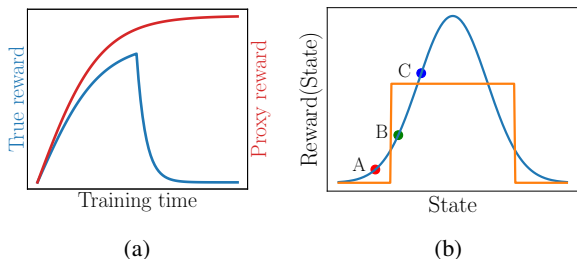 True reward
Proxy reward
Training time
(a)
Reward(State)
C
B
A
State
(b)